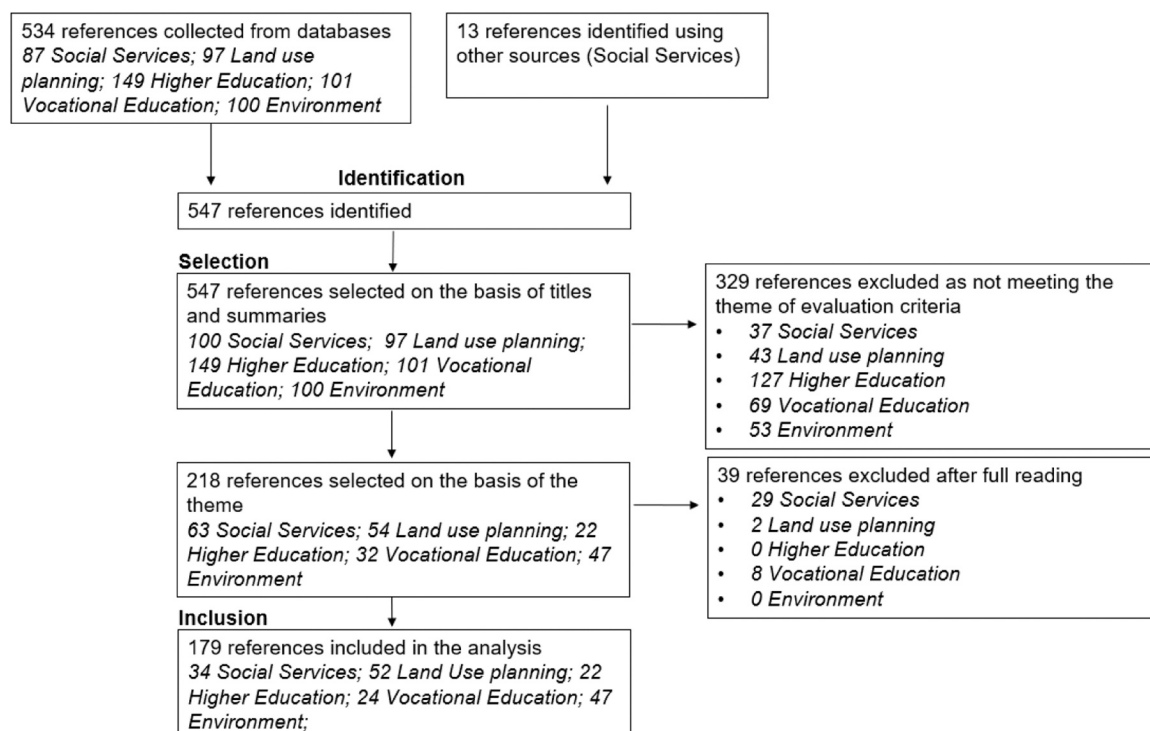 534 references collected from databases
87 Social Services; 97 Land use
planning; 149 Higher Education; 101
Vocational Education; 100 Environment
13 references identified using
other sources (Social Services)
Identification
547 references identified
Selection
547 references selected on the basis of titles
and summaries
100 Social Services; 97 Land use planning;
149 Higher Education; 101 Vocational
Education; 100 Environment
329 references excluded as not meeting the
theme of evaluation criteria
• 37 Social Services
• 43 Land use planning
• 127 Higher Education
• 69 Vocational Education
• 53 Environment
218 references selected on the basis of the
theme
63 Social Services; 54 Land use planning; 22
Higher Education; 32 Vocational Education; 47
Environment
39 references excluded after full reading
• 29 Social Services
• 2 Land use planning
• 0 Higher Education
• 8 Vocational Education
• 0 Environment
Inclusion
179 references included in the analysis
34 Social Services; 52 Land Use planning; 22
Higher Education; 24 Vocational Education; 47
Environment;